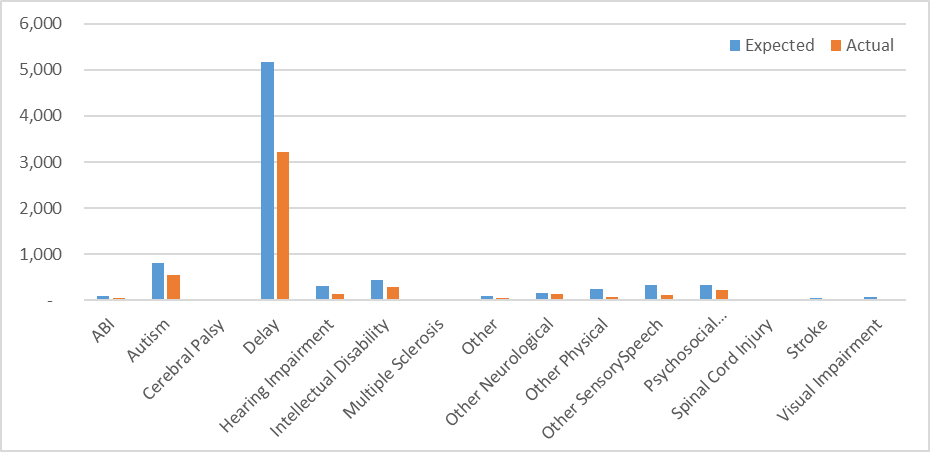 6,000
Expected
Actual
5,000
4,000
3,000
2,000
1,000
-
ABI
Autism
Cerebral Palsy
Delay
Hearing Impairment
Intellectual Disability
Multiple Sclerosis
Other
Other Neurological
Other Physical
Other SensorySpeech
Psychosocial...
Spinal Cord Injury
Stroke
Visual Impairment